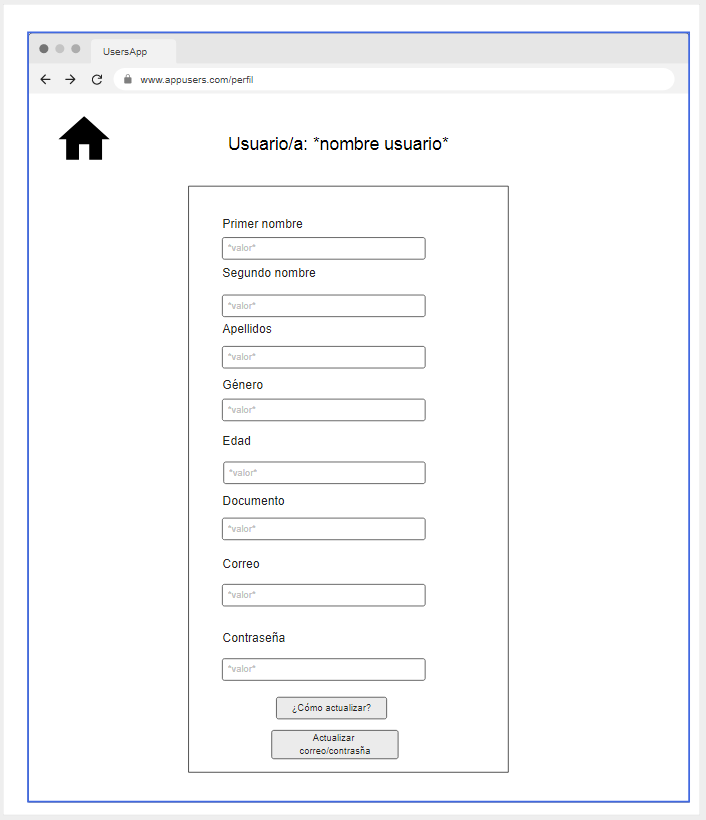 UsersApp
www.appusers.com/perfil
Usuario/a: *nombre usuario*
Primer nombre
*valor*
Segundo nombre
*valor*
Apellidos
*valor*
Género
*valor*
Edad
*valor*
Documento
*valor*
Correo
*valor*
Contraseña
*valor*
¿Cómo actualizar?
Actualizar
correo/contrasña